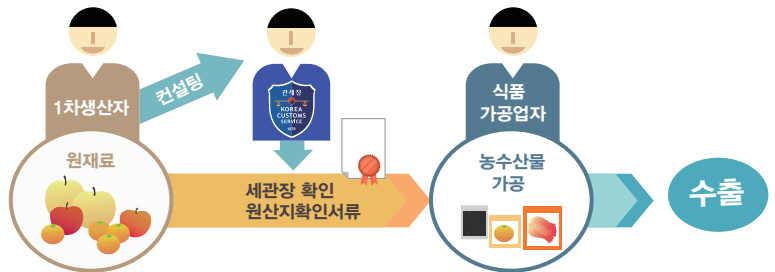 1차생산자
원재료
컨설팅
관세청
KOREA
CUSTOMS
SERVICE
세관장 확인
원산지확인서류
식품
가공업자
농수산물
가공
수출